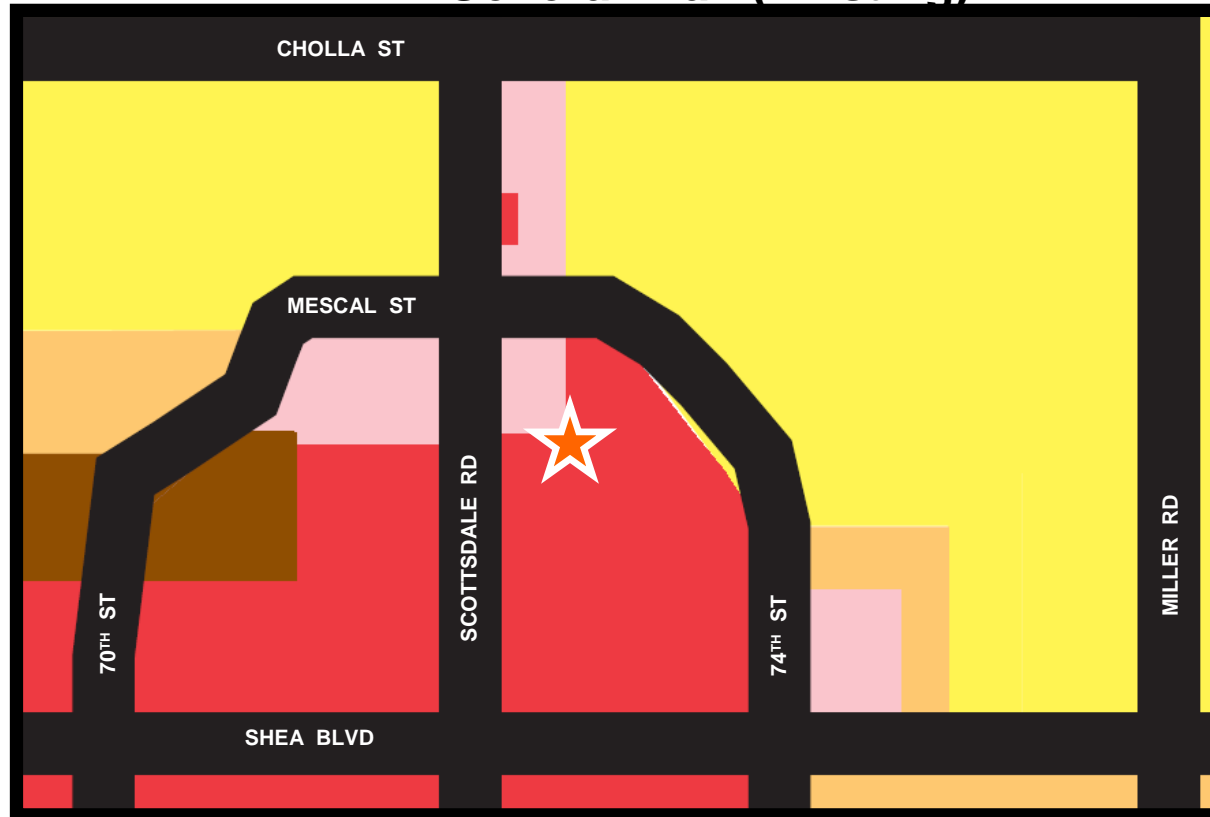 CHOLLA ST
MESCAL ST
SCOTTSDALE RD
MILLER RD
70TH ST
74TH ST
SHEA BLVD